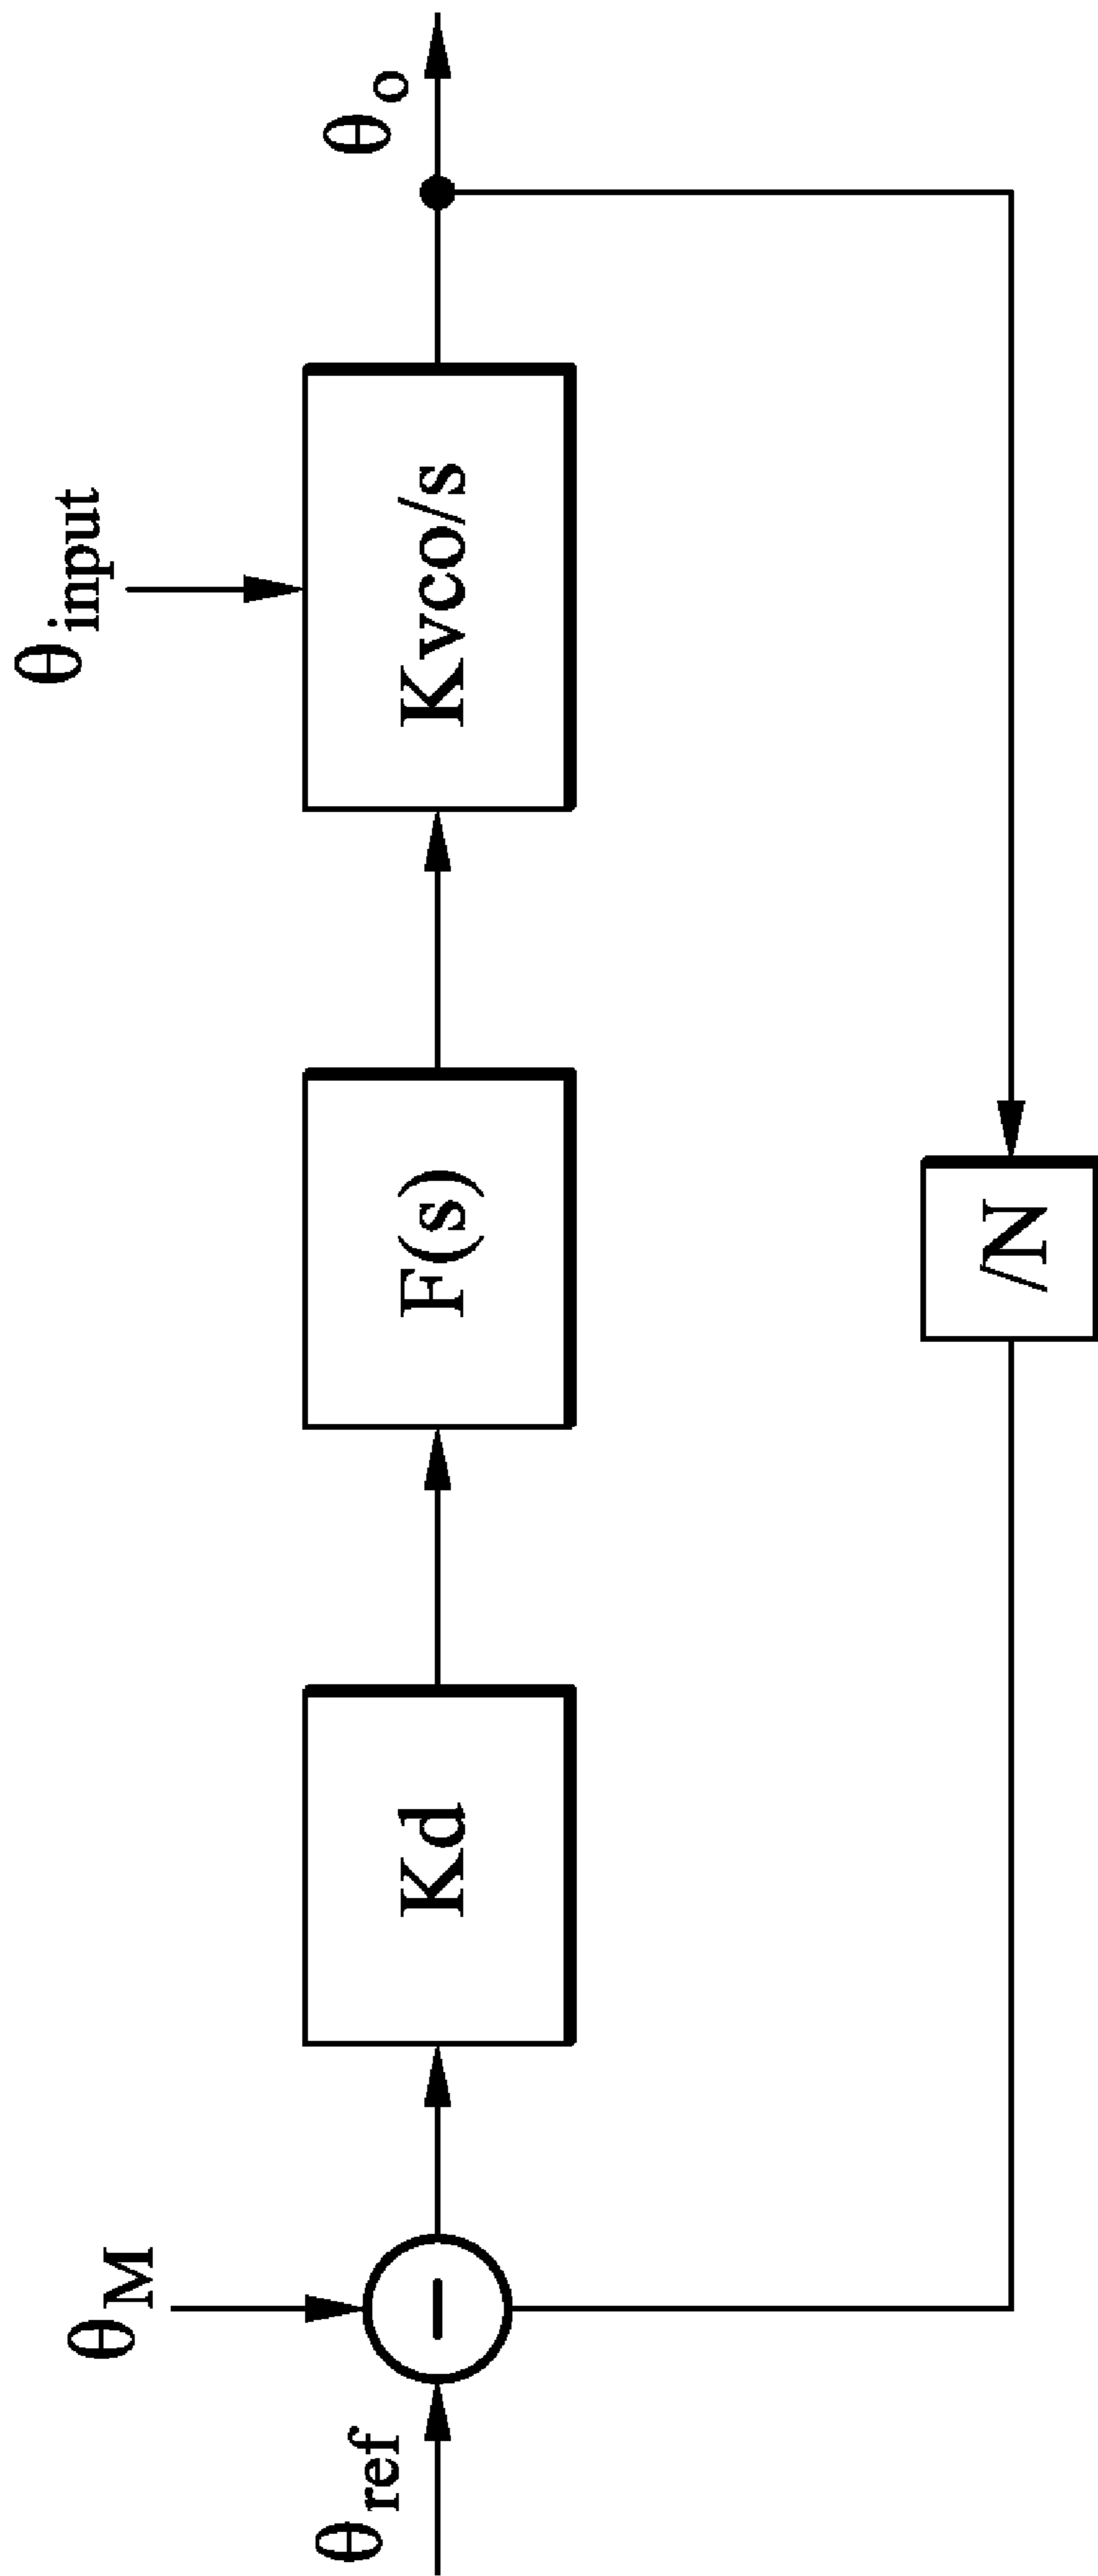 θref
θM
Kd
F(s)
Kvco/s
θinput
θo
/N